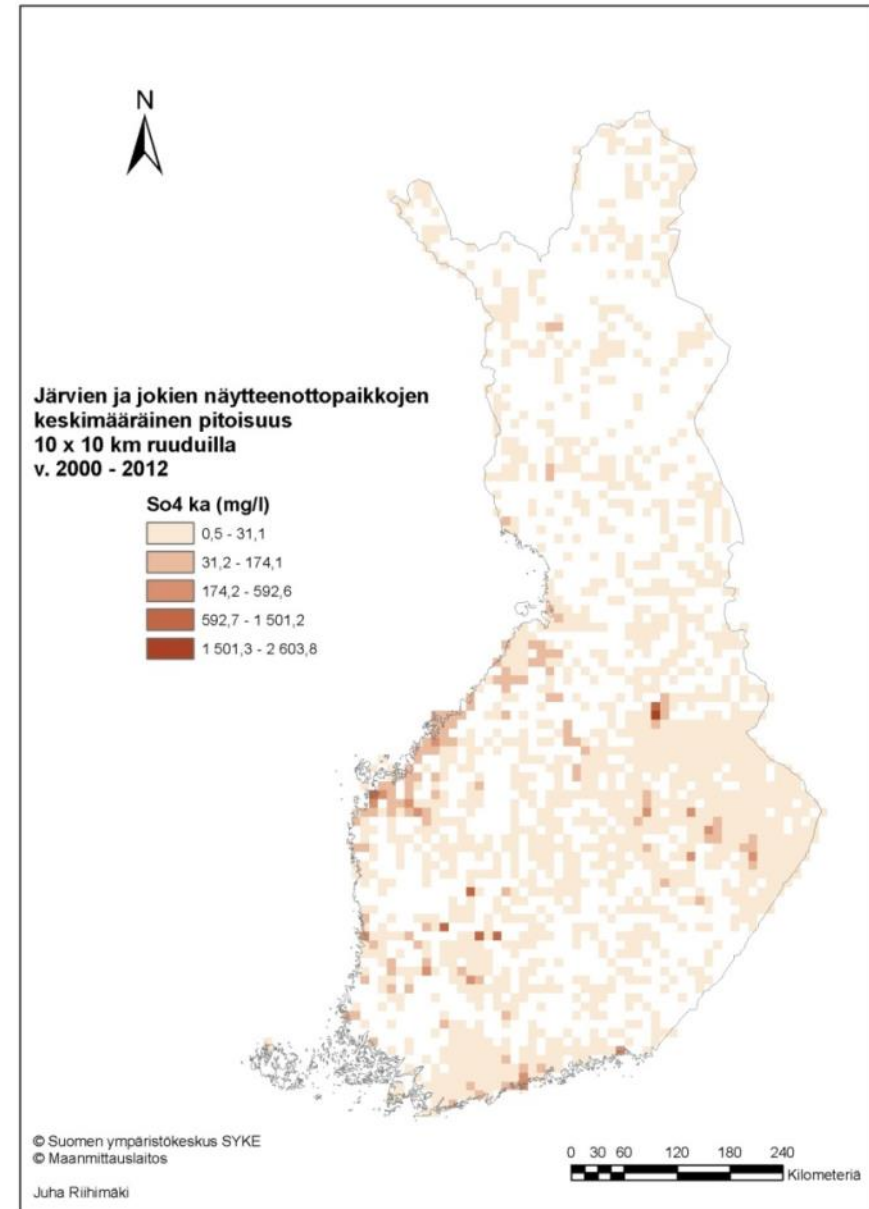 N
Järvien ja jokien näytteenottopaikkojen
keskimääräinen pitoisuus
10 x 10 km ruuduilla
v. 2000 - 2012
So4 ka (mg/l)
0,5 - 31,1
31,2 - 174,1
174,2 - 592,6
592,7 - 1 501,2
1 501,3 - 2 603,8
© Suomen ympäristökeskus SYKE
© Maanmittauslaitos
Juha Riihimäki
0 30 60 120 180 240
Kilometeriä